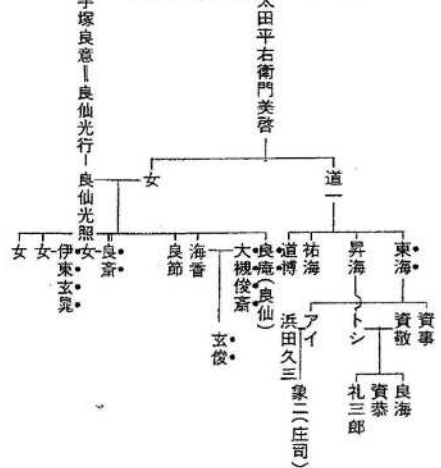 太田平右衛門美啓
道一
女
東海
昇海
祐海
道博
資事
資敬
トシ
アイ
浜田久三
良海
資恭
礼三郎
象二(庄司)
手塚良意=良仙光行
良仙光照
良庵(良仙)
大槻俊斎
海香
良節
良斎
女
伊東玄晁
女
女
玄俊